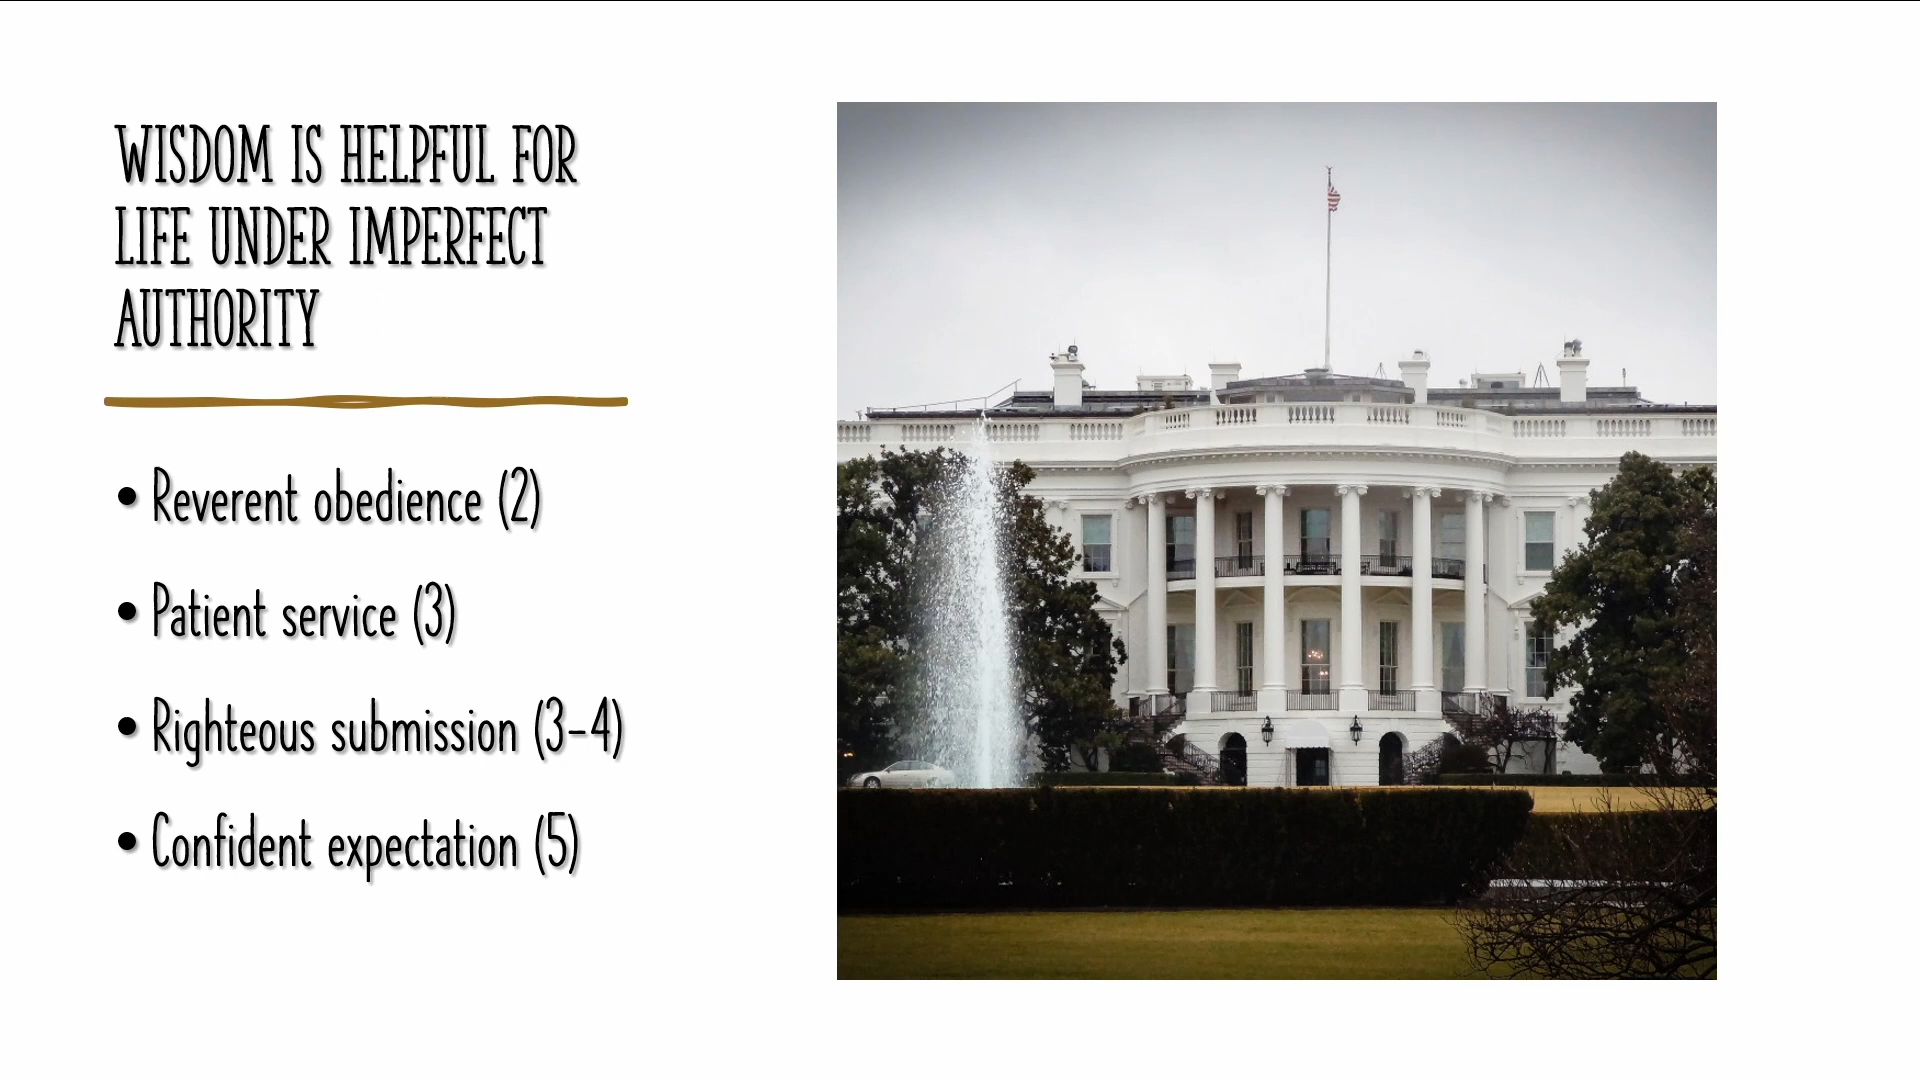 WISDOM IS HELPFUL FOR
LIFE UNDER IMPERFECT
AUTHORITY
• Reverent obedience (2)
• Patient service (3)
• Righteous submission (3-4)
• Confident expectation (5)